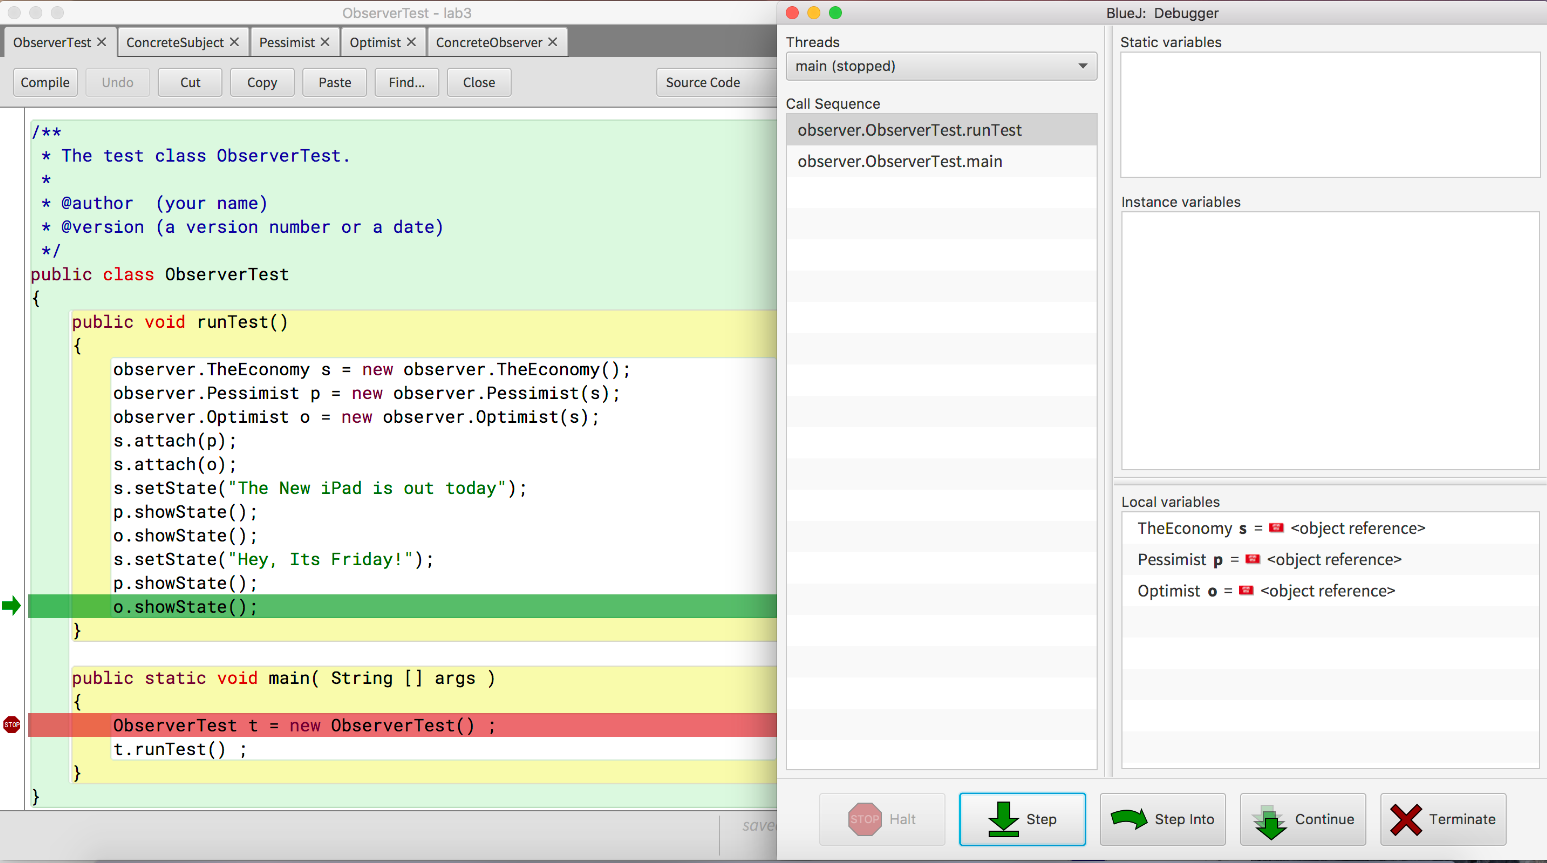 ObserverTest - lab3
ObserverTest ✕ ConcreteSubject ✕ Pessimist ✕ Optimist ✕ ConcreteObserver ✕
Compile Undo Cut Copy Paste Find... Close Source Code
/**
 * The test class ObserverTest.
 *
 * @author  (your name)
 * @version (a version number or a date)
 */
public class ObserverTest
{
    public void runTest()
    {
        observer.TheEconomy s = new observer.TheEconomy();
        observer.Pessimist p = new observer.Pessimist(s);
        observer.Optimist o = new observer.Optimist(s);
        s.attach(p);
        s.attach(o);
        s.setState("The New iPad is out today");
        p.showState();
        o.showState();
        s.setState("Hey, Its Friday!");
        p.showState();
        o.showState();
    }
    public static void main( String [] args )
    {
STOP
        ObserverTest t = new ObserverTest() ;
        t.runTest() ;
    }
}
BlueJ: Debugger
Threads
main (stopped)
Call Sequence
observer.ObserverTest.runTest
observer.ObserverTest.main
Static variables
Instance variables
Local variables
TheEconomy s = <object reference>
Pessimist p = <object reference>
Optimist o = <object reference>
STOP Halt Step Step Into Continue Terminate